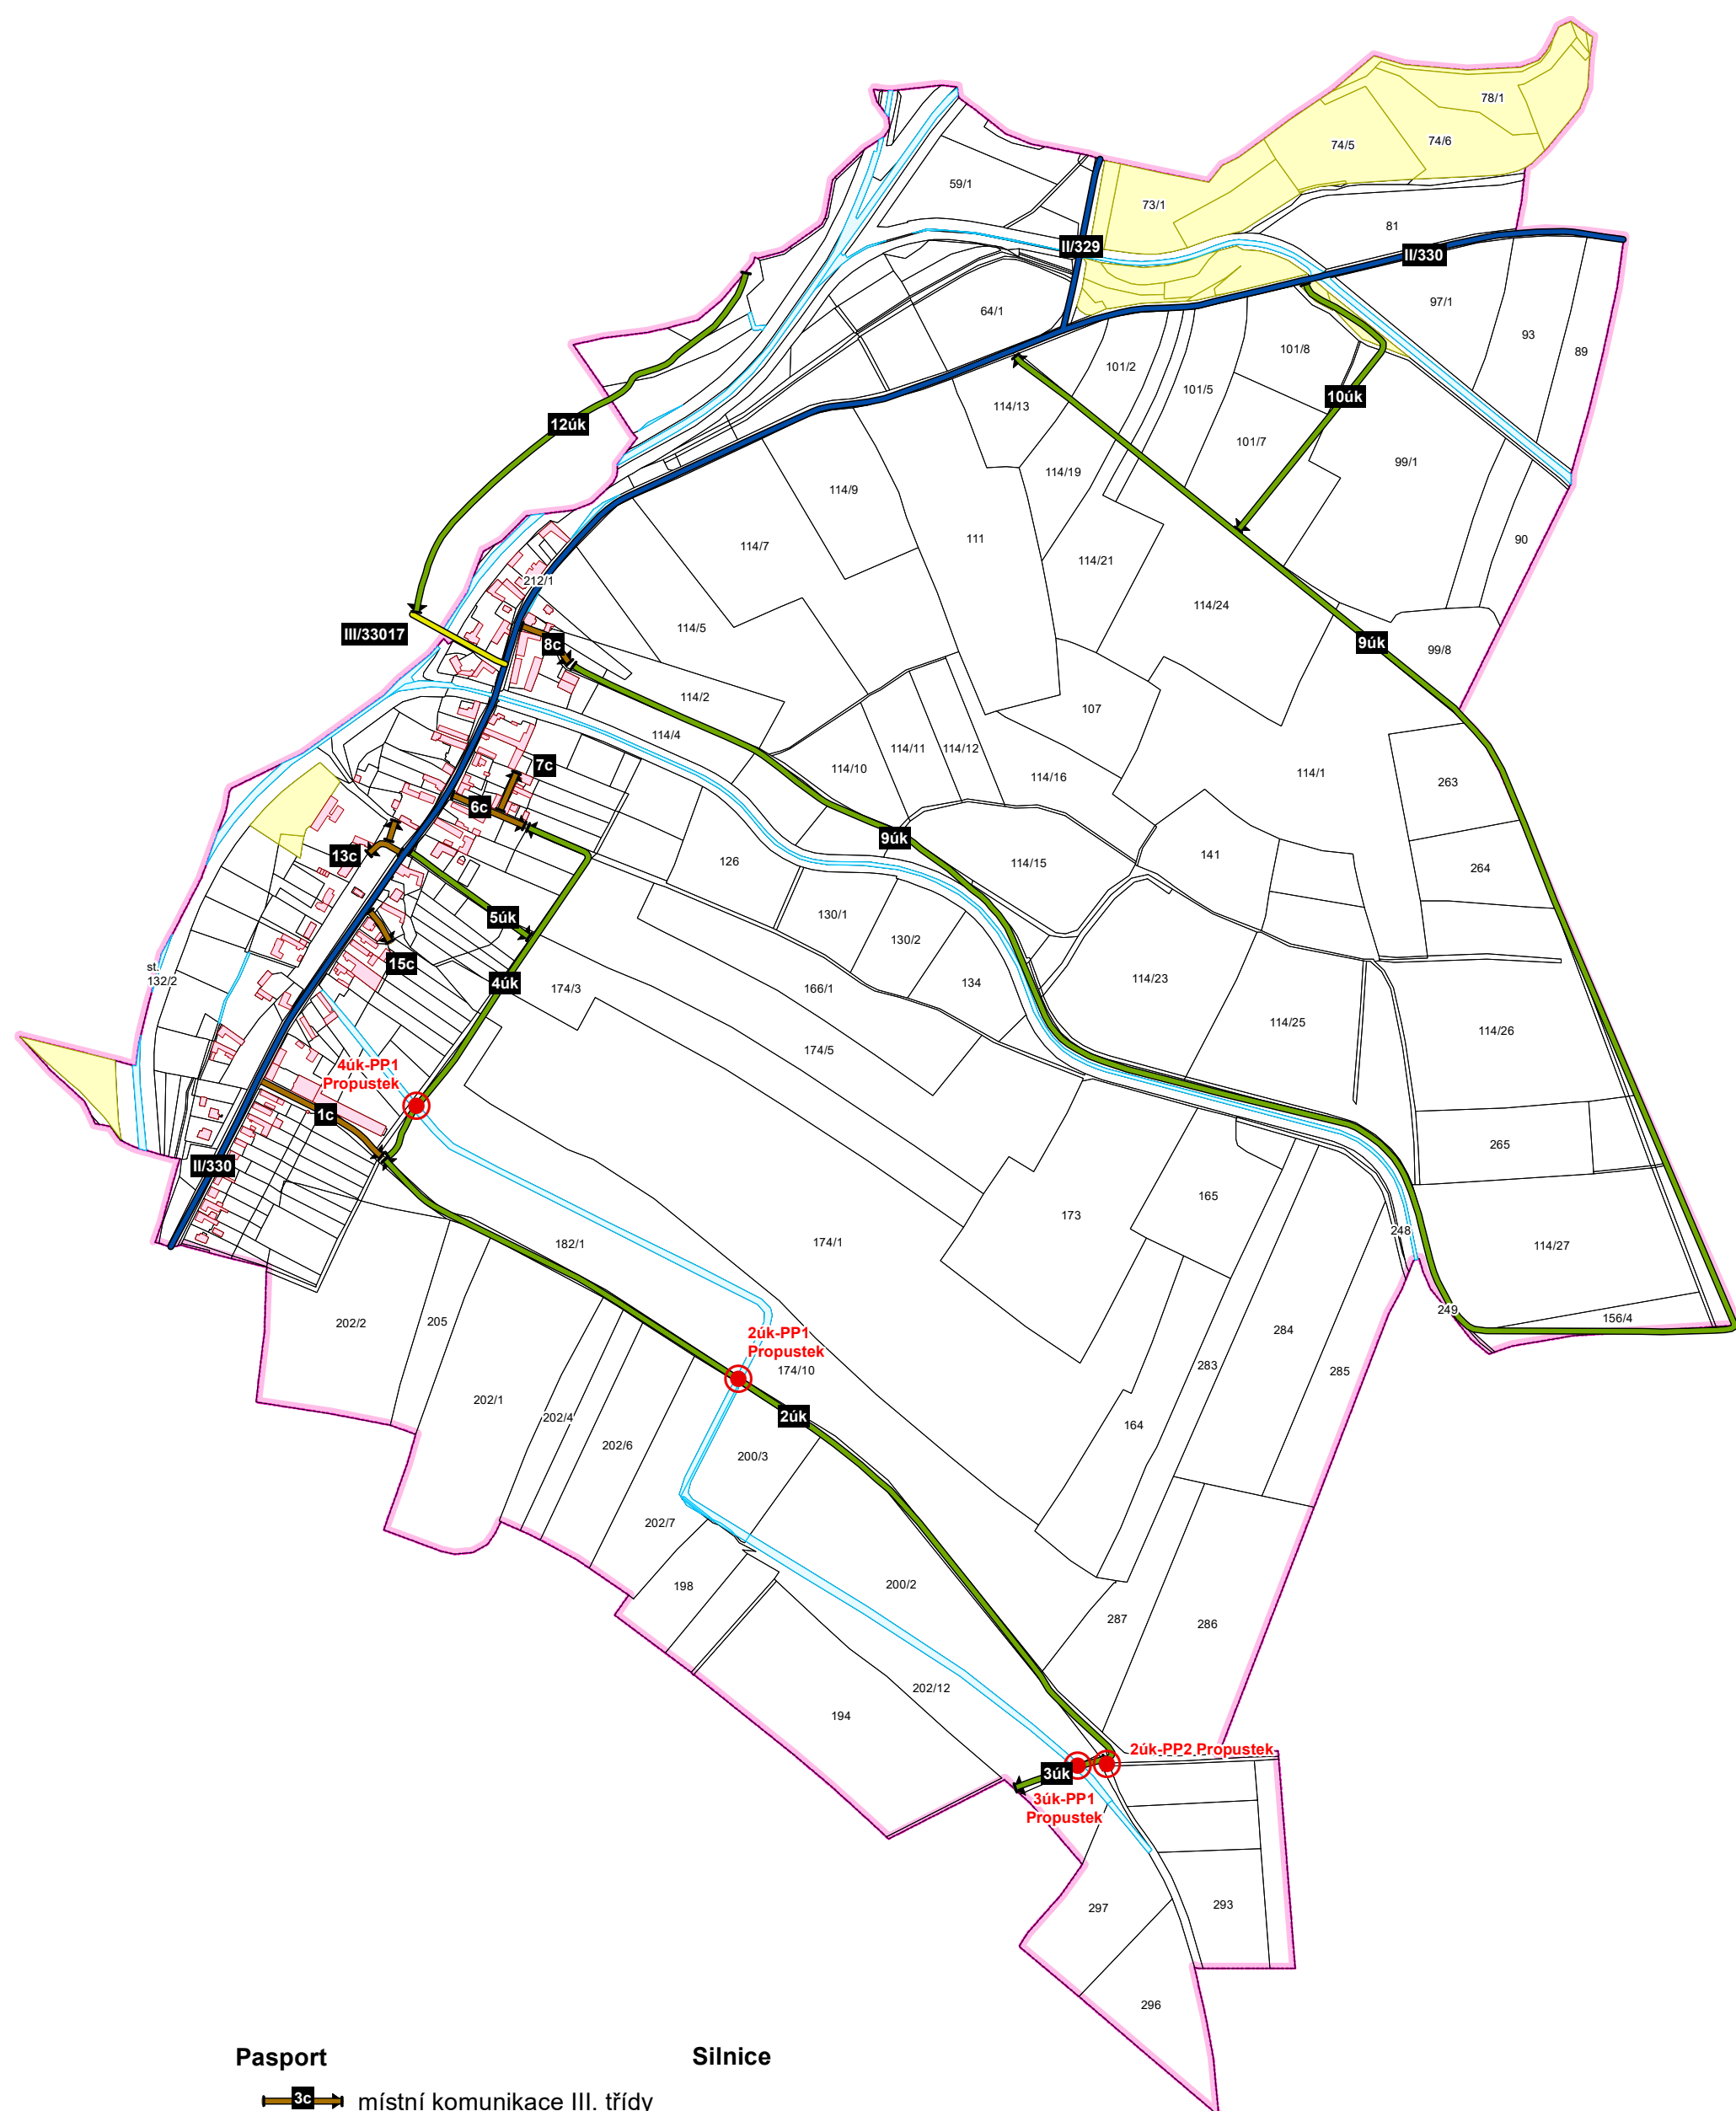 78/1
74/5
74/6
59/1
73/1
81
II/329
II/330
97/1
64/1
93
89
101/8
101/2
101/5
10úk
114/13
12úk
101/7
99/1
114/19
114/9
111
90
114/7
114/21
212/1
114/24
114/5
III/33017
8c
9úk
99/8
114/2
107
114/4
114/11
114/12
7c
114/10
114/16
114/1
263
6c
9úk
13c
126
114/15
141
264
130/1
5úk
130/2
15c
st.
132/2
4úk
174/3
166/1
134
114/23
114/25
114/26
174/5
4úk-PP1
Propustek
1c
265
II/330
165
173
248
182/1
174/1
114/27
249
156/4
202/2
205
284
2úk-PP1
Propustek
174/10
283
285
202/1
202/4
2úk
164
202/6
200/3
202/7
198
200/2
287
286
202/12
194
2úk-PP2 Propustek
3úk
3úk-PP1
Propustek
297
293
296
Pasport
Silnice
3c
místní komunikace III. třídy